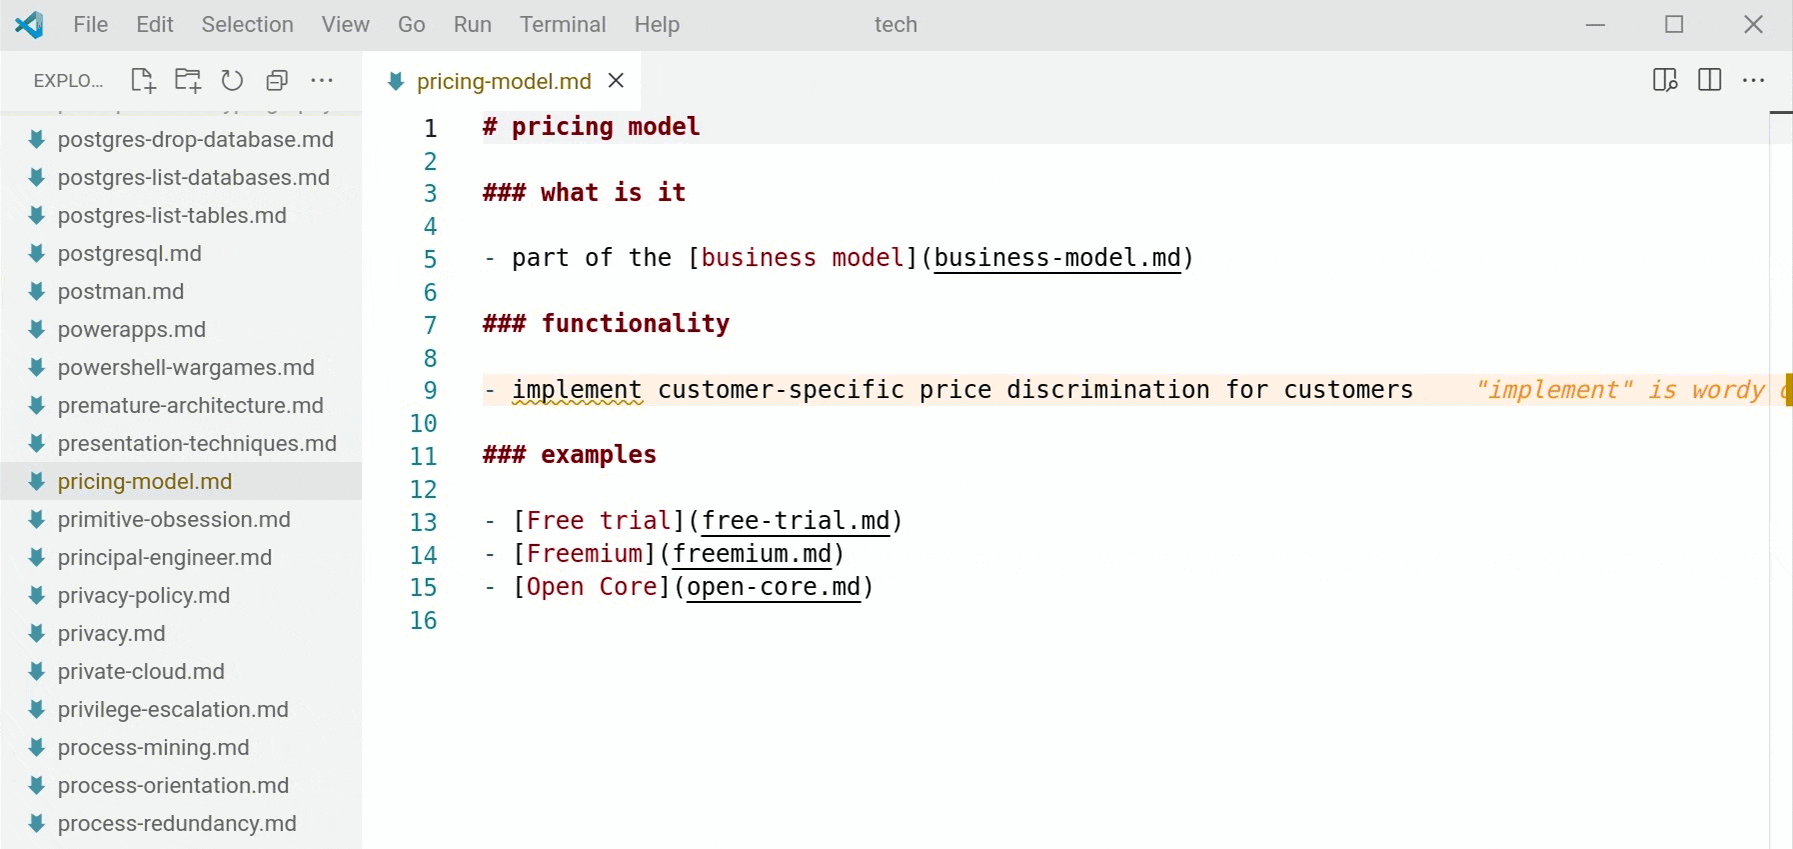 File Edit Selection View Go Run Terminal Help tech
EXPLO...
pricing-model.md
postgres-drop-database.md
postgres-list-databases.md
postgres-list-tables.md
postgresql.md
postman.md
powerapps.md
powershell-wargames.md
premature-architecture.md
presentation-techniques.md
pricing-model.md
primitive-obsession.md
principal-engineer.md
privacy-policy.md
privacy.md
private-cloud.md
privilege-escalation.md
process-mining.md
process-orientation.md
process-redundancy.md
1 # pricing model
2
3 ### what is it
4
5 - part of the [business model](business-model.md)
6
7 ### functionality
8
9 - implement customer-specific price discrimination for customers "implement" is wordy
10
11 ### examples
12
13 - [Free trial](free-trial.md)
14 - [Freemium](freemium.md)
15 - [Open Core](open-core.md)
16